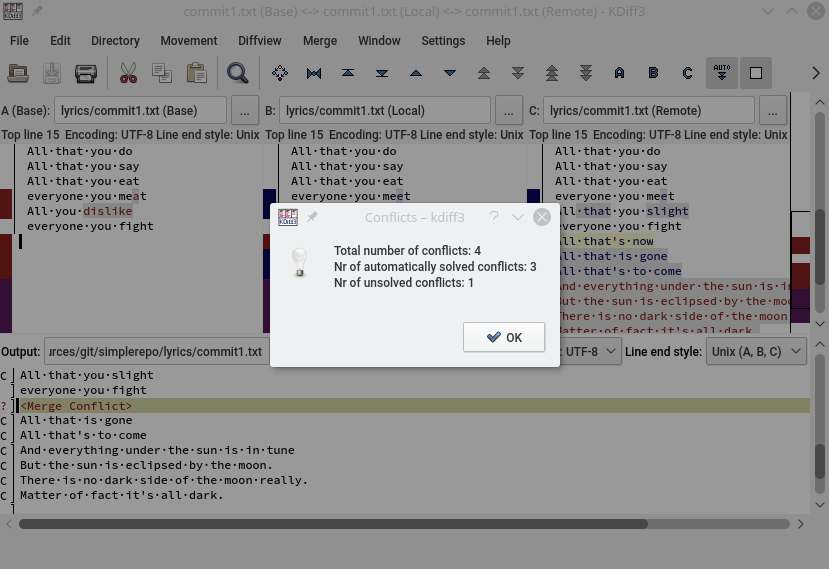 commit1.txt (Base) <-> commit1.txt (Local) <-> commit1.txt (Remote) - KDiff3
File Edit Directory Movement Diffview Merge Window Settings Help
A B C AUTO
A (Base): lyrics/commit1.txt (Base) ... B: lyrics/commit1.txt (Local) ... C: lyrics/commit1.txt (Remote) ...
Top line 15 Encoding: UTF-8 Line end style: Unix Top line 15 Encoding: UTF-8 Line end style: Unix Top line 15 Encoding: UTF-8 Line end style: Unix
All·that·you·do
All·that·you·say
All·that·you·eat
everyone·you·meat
All·you·dislike
everyone·you·fight
All·that·you·do
All·that·you·say
All·that·you·eat
everyone·you·meet
All·that·you·do
All·that·you·say
All·that·you·eat
everyone·you·meet
All·that·you·slight
everyone·you·fight
All·that's·now
All·that·is·gone
All·that's·to·come
And·everything·under·the·sun·is·in
But·the·sun·is·eclipsed·by·the·mo
There·is·no·dark·side·of·the·moon
Matter·of·fact·it's·all·dark.
Conflicts – kdiff3
Total number of conflicts: 4
Nr of automatically solved conflicts: 3
Nr of unsolved conflicts: 1
OK
Output: urces/git/simplerepo/lyrics/commit1.txt UTF-8 Line end style: Unix (A, B, C)
C All·that·you·slight
everyone·you·fight
? <Merge Conflict>
C All·that·is·gone
C All·that's·to·come
C And·everything·under·the·sun·is·in·tune
C But·the·sun·is·eclipsed·by·the·moon.
C There·is·no·dark·side·of·the·moon·really.
C Matter·of·fact·it's·all·dark.